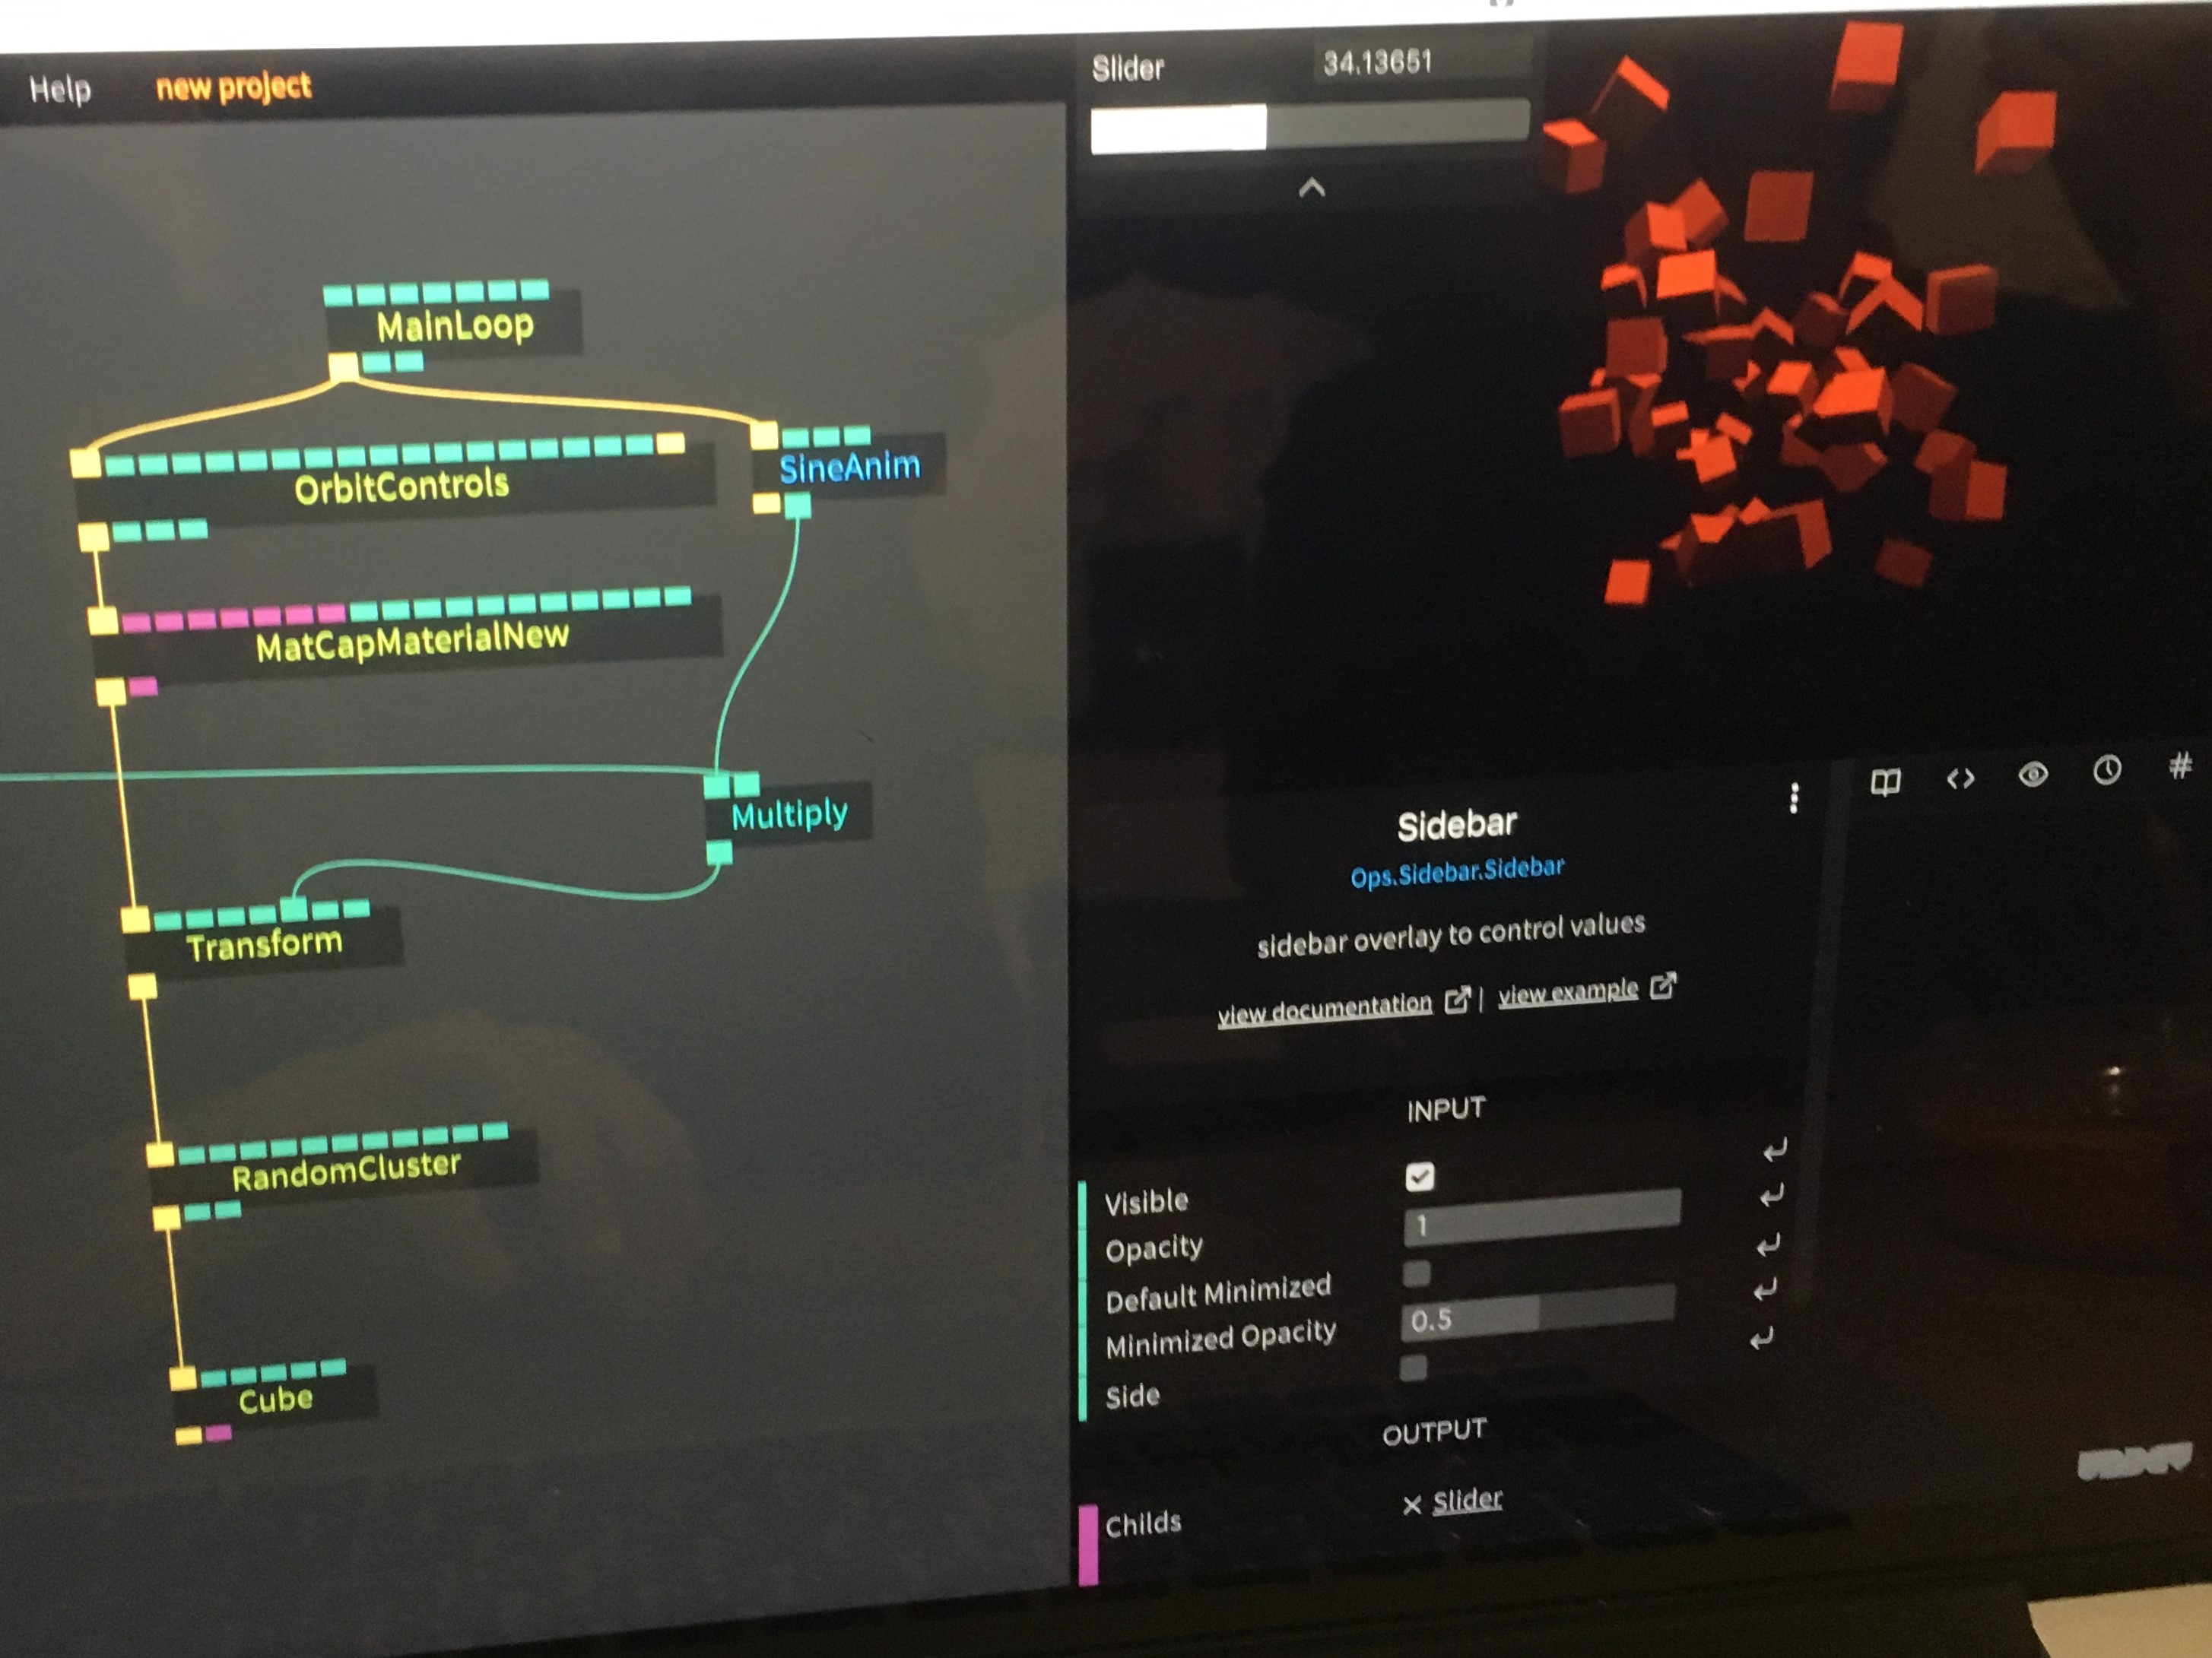 Help new project
MainLoop
OrbitControls
SineAnim
MatCapMaterialNew
Multiply
Transform
RandomCluster
Cube
Slider 34.13651
Sidebar
Ops.Sidebar.Sidebar
sidebar overlay to control values
view documentation | view example
INPUT
Visible
Opacity 1
Default Minimized
Minimized Opacity 0.5
Side
OUTPUT
Childs × Slider